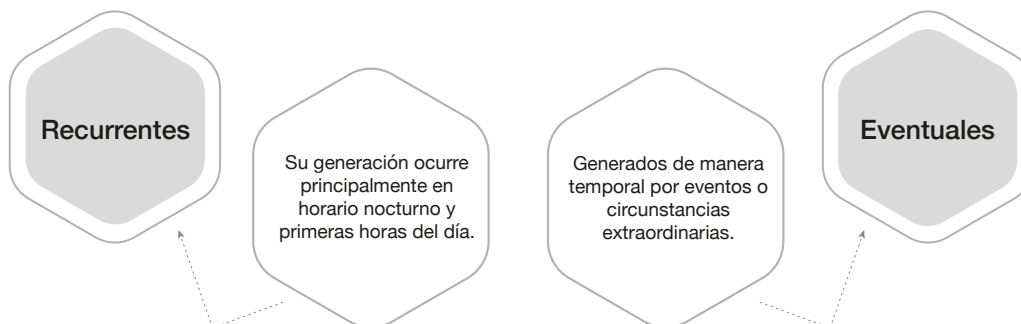 Recurrentes
Su generación ocurre
principalmente en
horario nocturno y
primeras horas del día.
Generados de manera
temporal por eventos o
circunstancias
extraordinarias.
Eventuales